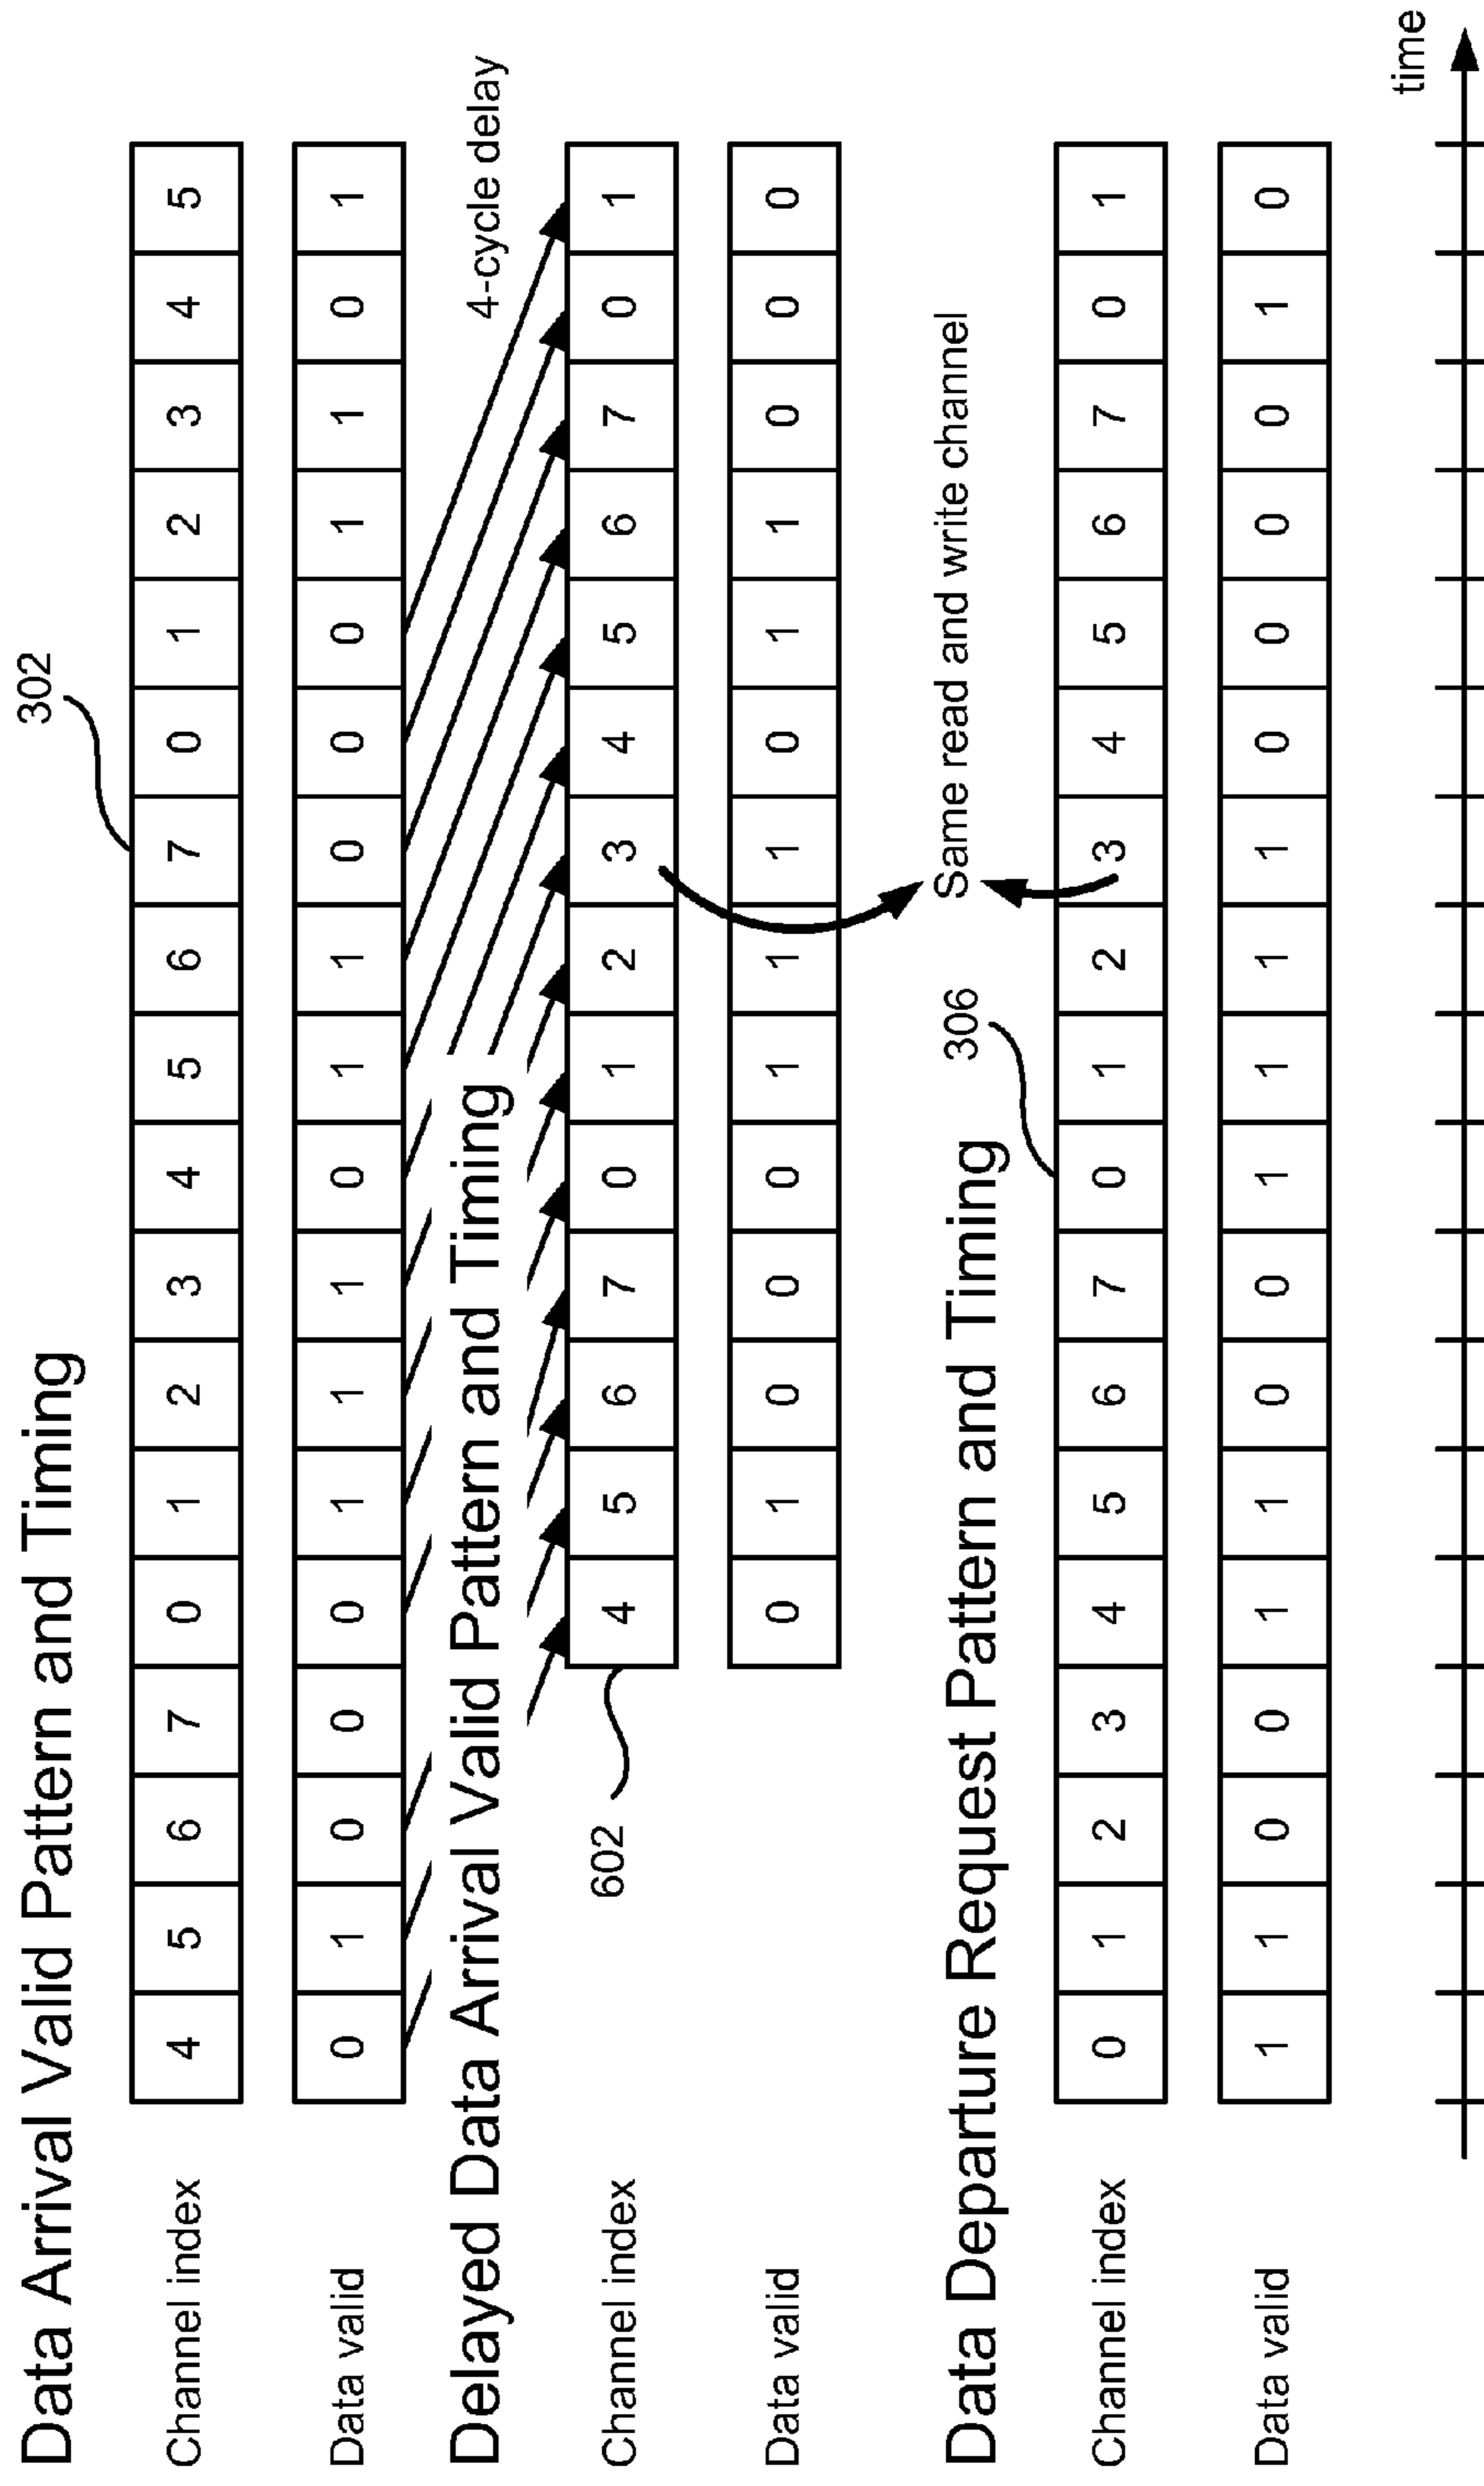 Data Arrival Valid Pattern and Timing
302
Channel index 4 5 6 7 0 1 2 3 4 5 6 7 0 1 2 3 4 5
Data valid 0 1 0 0 0 1 1 1 0 1 1 0 0 0 1 1 0 1
Delayed Data Arrival Valid Pattern and Timing
4-cycle delay
Channel index 4 5 6 7 0 1 2 3 4 5 6 7 0 1
602
Data valid 0 1 0 0 0 1 1 1 0 1 1 0 0 0
Same read and write channel
Data Departure Request Pattern and Timing
306
Channel index 0 1 2 3 4 5 6 7 0 1 2 3 4 5 6 7 0 1
Data valid 1 1 0 0 1 1 0 0 1 1 1 1 0 0 0 0 1 0
time